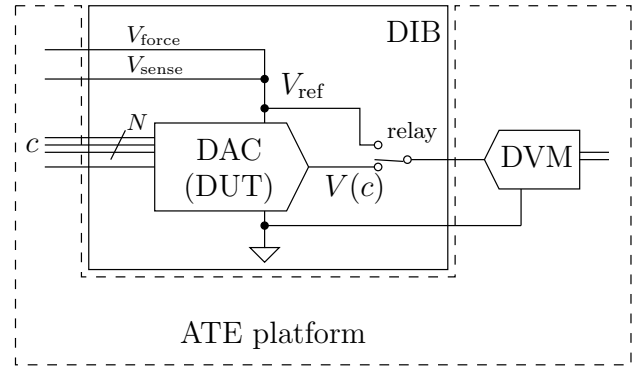 DIB
V_force
V_sense
V_ref
N
relay
c
DAC
(DUT)
V(c)
DVM
ATE platform